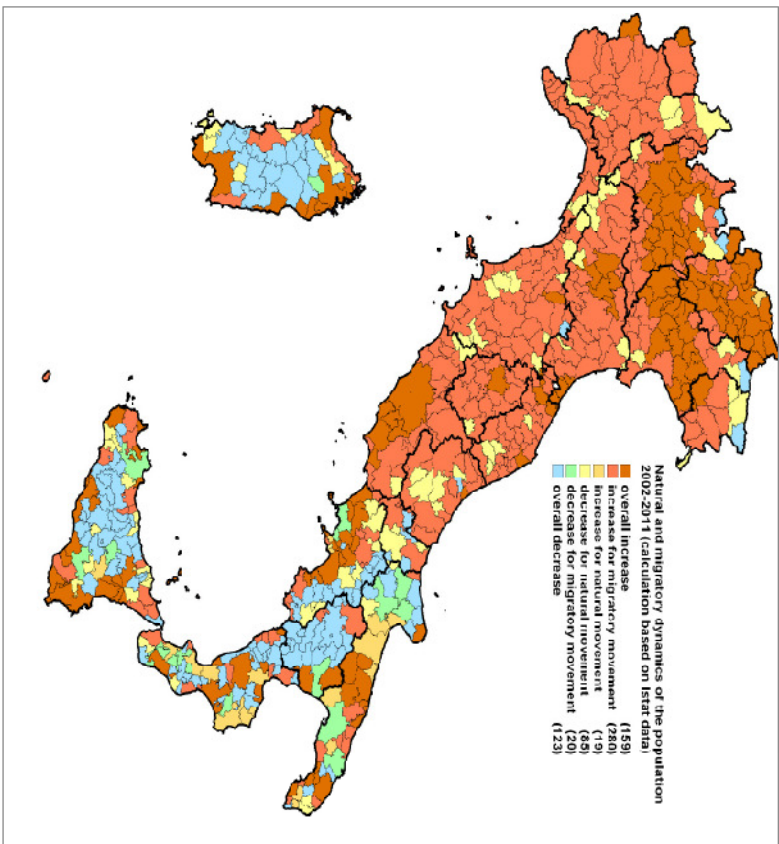 Natural and migratory dynamics of the population
2002-2011 (calculation based on Istat data)
overall increase (159)
increase for migratory movement (280)
increase for natural movement (19)
decrease for natural movement (85)
decrease for migratory movement (20)
overall decrease (123)